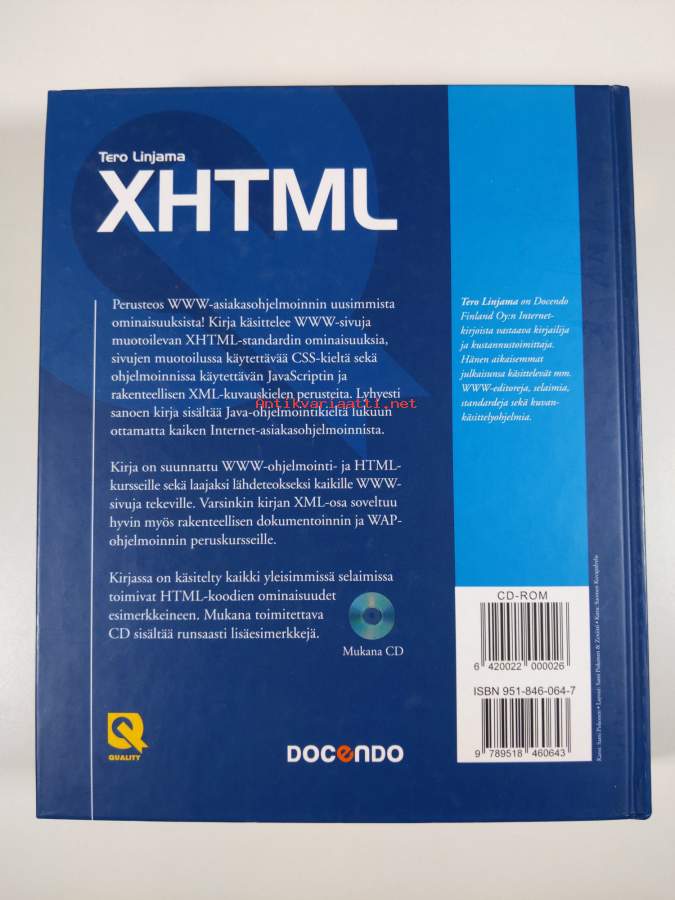 Tero Linjama
XHTML
Perusteos WWW-asiakasohjelmoinnin uusimmista
ominaisuuksista! Kirja käsittelee WWW-sivuja
muotoilevan XHTML-standardin ominaisuuksia,
sivujen muotoilussa käytettävää CSS-kieltä sekä
ohjelmoinnissa käytettävän JavaScriptin ja
rakenteellisen XML-kuvauskielen perusteita. Lyhyesti
sanoen kirja sisältää Java-ohjelmointikieltä lukuun
ottamatta kaiken Internet-asiakasohjelmoinnista.
Antikvariaatti.net
Kirja on suunnattu WWW-ohjelmointi- ja HTML-
kursseille sekä laajaksi lähdeteokseksi kaikille WWW-
sivuja tekeville. Varsinkin kirjan XML-osa soveltuu
hyvin myös rakenteellisen dokumentoinnin ja WAP-
ohjelmoinnin peruskursseille.
Kirjassa on käsitelty kaikki yleisimmissä selaimissa
toimivat HTML-koodien ominaisuudet
esimerkkeineen. Mukana toimitettava
CD sisältää runsaasti lisäesimerkkejä.
Mukana CD
Tero Linjama on Docendo
Finland Oy:n Internet-
kirjoista vastaava kirjailija
ja kustannustoimittaja.
Hänen aikaisemmat
julkaisunsa käsittelevät mm.
WWW-editoreja, selaimia,
standardeja sekä kuvan-
käsittelyohjelmia.
CD-ROM
6 420022 000026
ISBN 951-846-064-7
9 789518 460643
QUALITY
DOCENDO